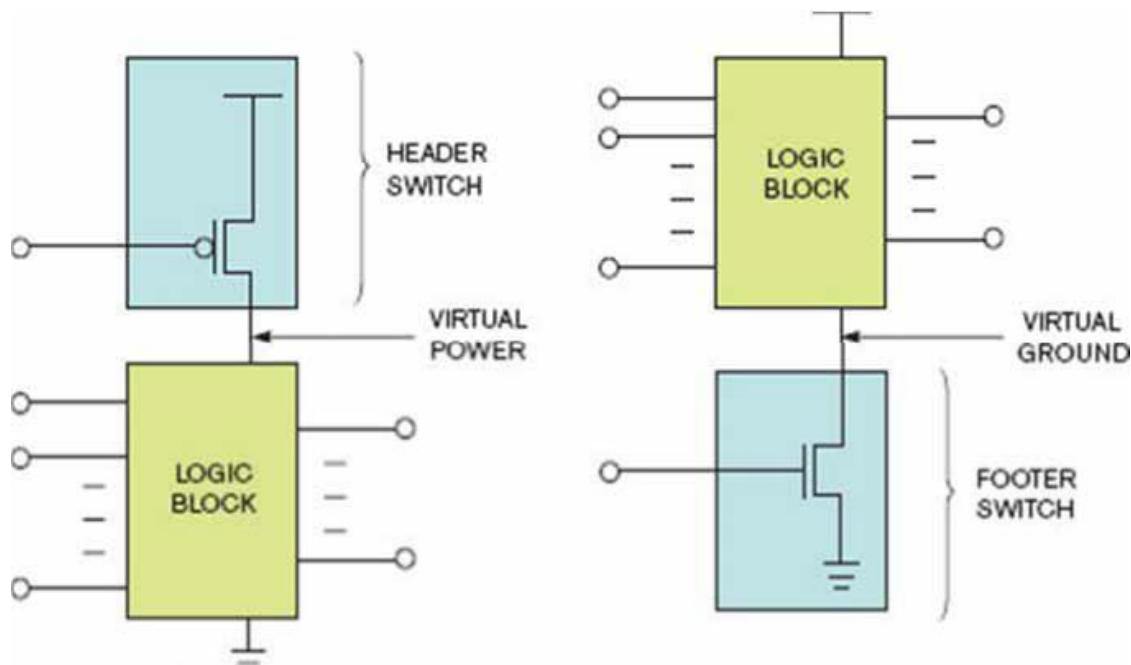 HEADER
SWITCH
VIRTUAL
POWER
LOGIC
BLOCK
LOGIC
BLOCK
VIRTUAL
GROUND
FOOTER
SWITCH